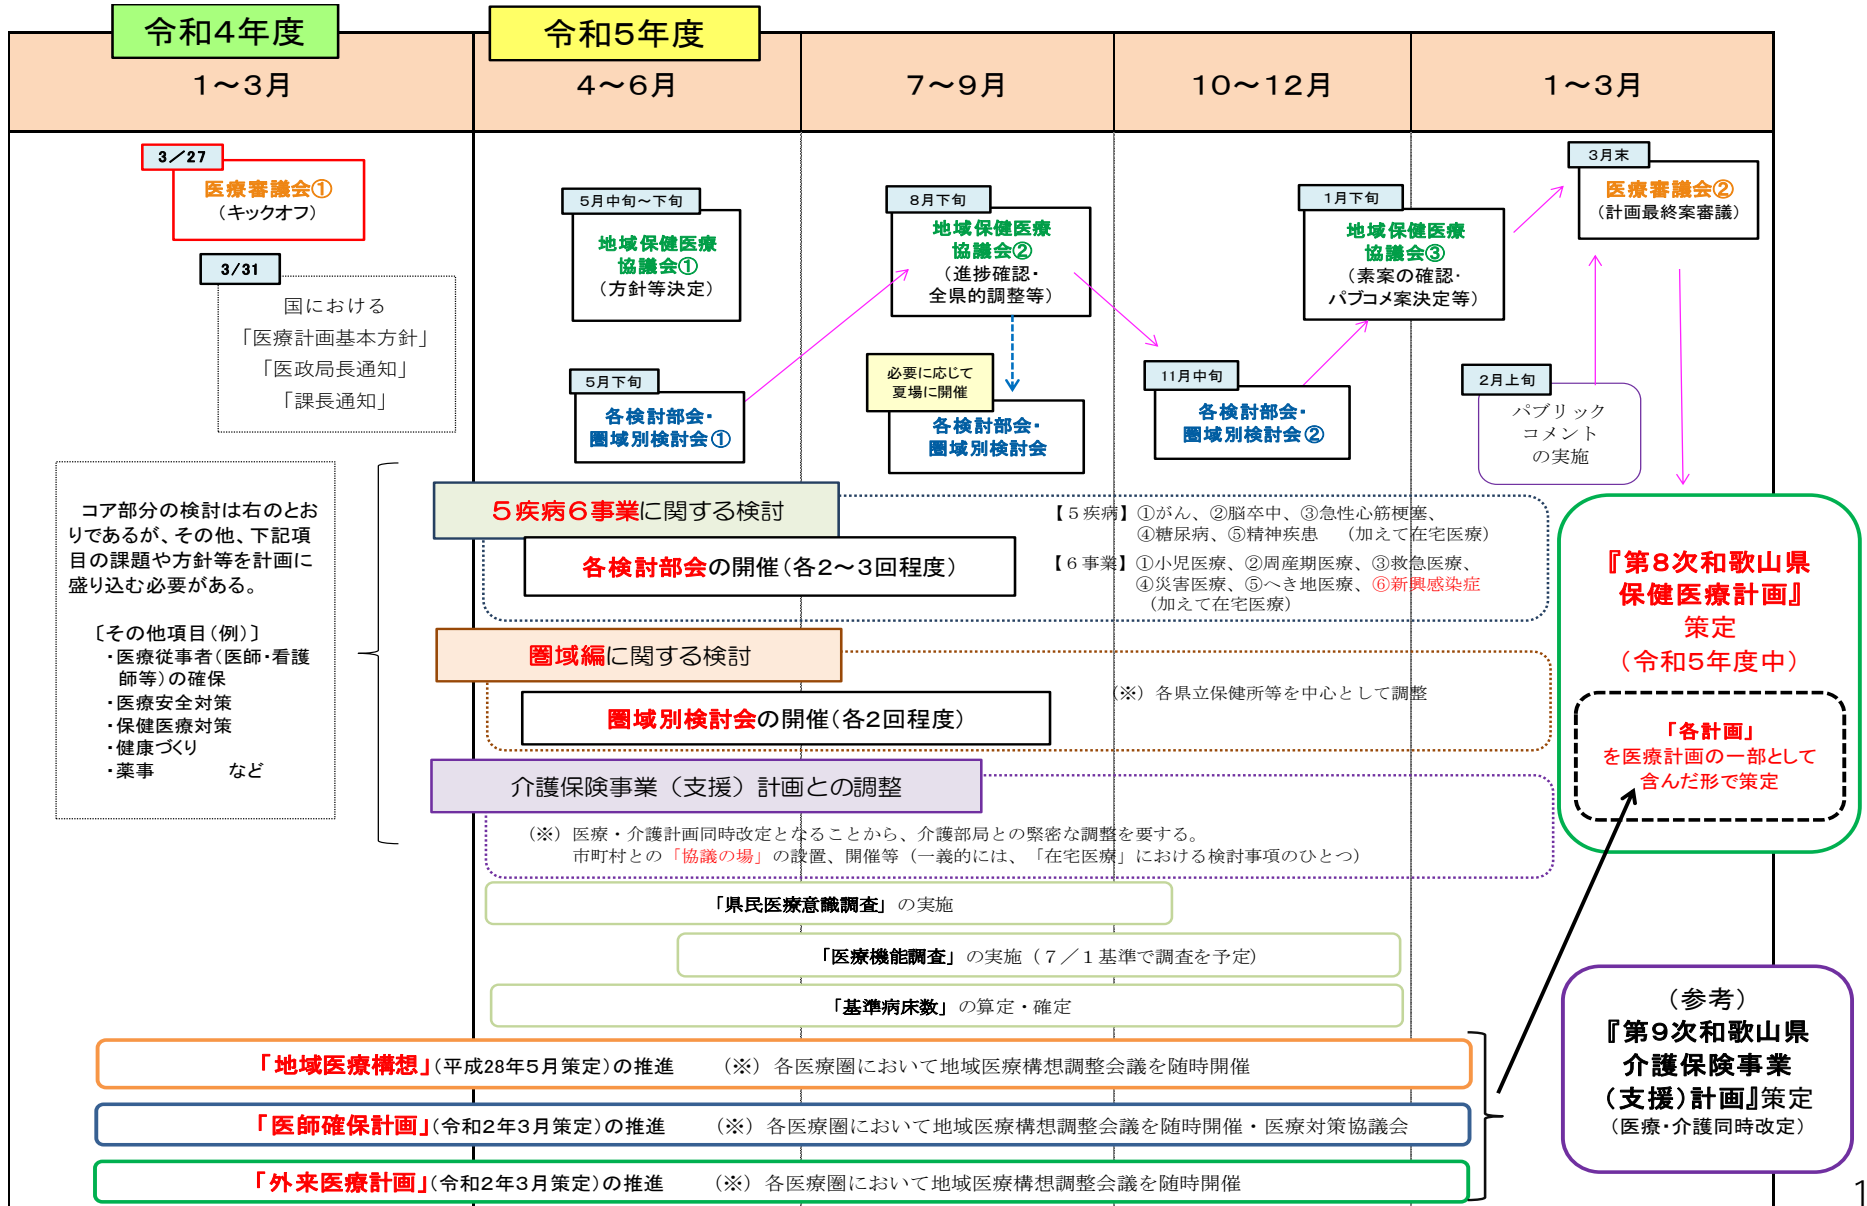 令和4年度
令和5年度
1～3月
4～6月
7～9月
10～12月
1～3月
3／27
医療審議会①
（キックオフ）
3/31
国における
「医療計画基本方針」
「医政局長通知」
「課長通知」
5月中旬～下旬
地域保健医療
協議会①
（方針等決定）
5月下旬
各検討部会・
圏域別検討会①
8月下旬
地域保健医療
協議会②
（進捗確認・
全県的調整等）
必要に応じて
夏場に開催
各検討部会・
圏域別検討会
11月中旬
各検討部会・
圏域別検討会②
1月下旬
地域保健医療
協議会③
（素案の確認・
パブコメ案決定等）
3月末
医療審議会②
（計画最終案審議）
2月上旬
パブリック
コメント
の実施
コア部分の検討は右のとお
りであるが、その他、下記項
目の課題や方針等を計画に
盛り込む必要がある。
〔その他項目（例）〕
・医療従事者（医師・看護
師等）の確保
・医療安全対策
・保健医療対策
・健康づくり
・薬事　　　など
5疾病6事業に関する検討
各検討部会の開催（各2～3回程度）
【５疾病】①がん、②脳卒中、③急性心筋梗塞、
④糖尿病、⑤精神疾患　（加えて在宅医療）
【６事業】①小児医療、②周産期医療、③救急医療、
④災害医療、⑤へき地医療、⑥新興感染症
（加えて在宅医療）
圏域編に関する検討
圏域別検討会の開催（各2回程度）
（※）各県立保健所等を中心として調整
介護保険事業（支援）計画との調整
（※）医療・介護計画同時改定となることから、介護部局との緊密な調整を要する。
市町村との「協議の場」の設置、開催等（一義的には、「在宅医療」における検討事項のひとつ）
「県民医療意識調査」の実施
「医療機能調査」の実施（７／１基準で調査を予定）
「基準病床数」の算定・確定
「地域医療構想」（平成28年5月策定）の推進　（※）各医療圏において地域医療構想調整会議を随時開催
「医師確保計画」（令和2年3月策定）の推進　（※）各医療圏において地域医療構想調整会議を随時開催・医療対策協議会
「外来医療計画」（令和2年3月策定）の推進　（※）各医療圏において地域医療構想調整会議を随時開催
『第8次和歌山県
保健医療計画』
策定
（令和5年度中）
「各計画」
を医療計画の一部として
含んだ形で策定
（参考）
『第9次和歌山県
介護保険事業
（支援）計画』策定
（医療・介護同時改定）
1